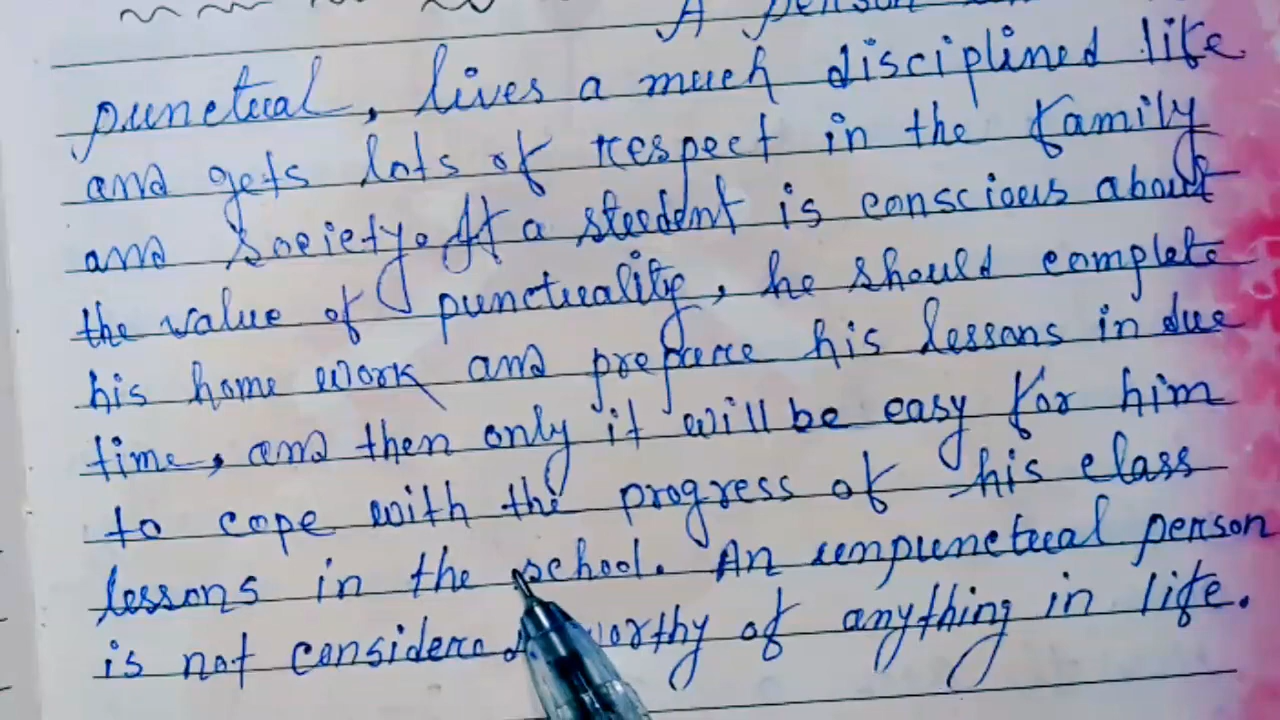 A person
punctual, lives a much disciplined life
and gets lots of respect in the family
and society. If a student is conscious about
the value of punctuality, he should complete
his home work and prepare his lessons in due
time, and then only it will be easy for him
to cope with the progress of his class
lessons in the school. An unpunctual person
is not considered worthy of anything in life.